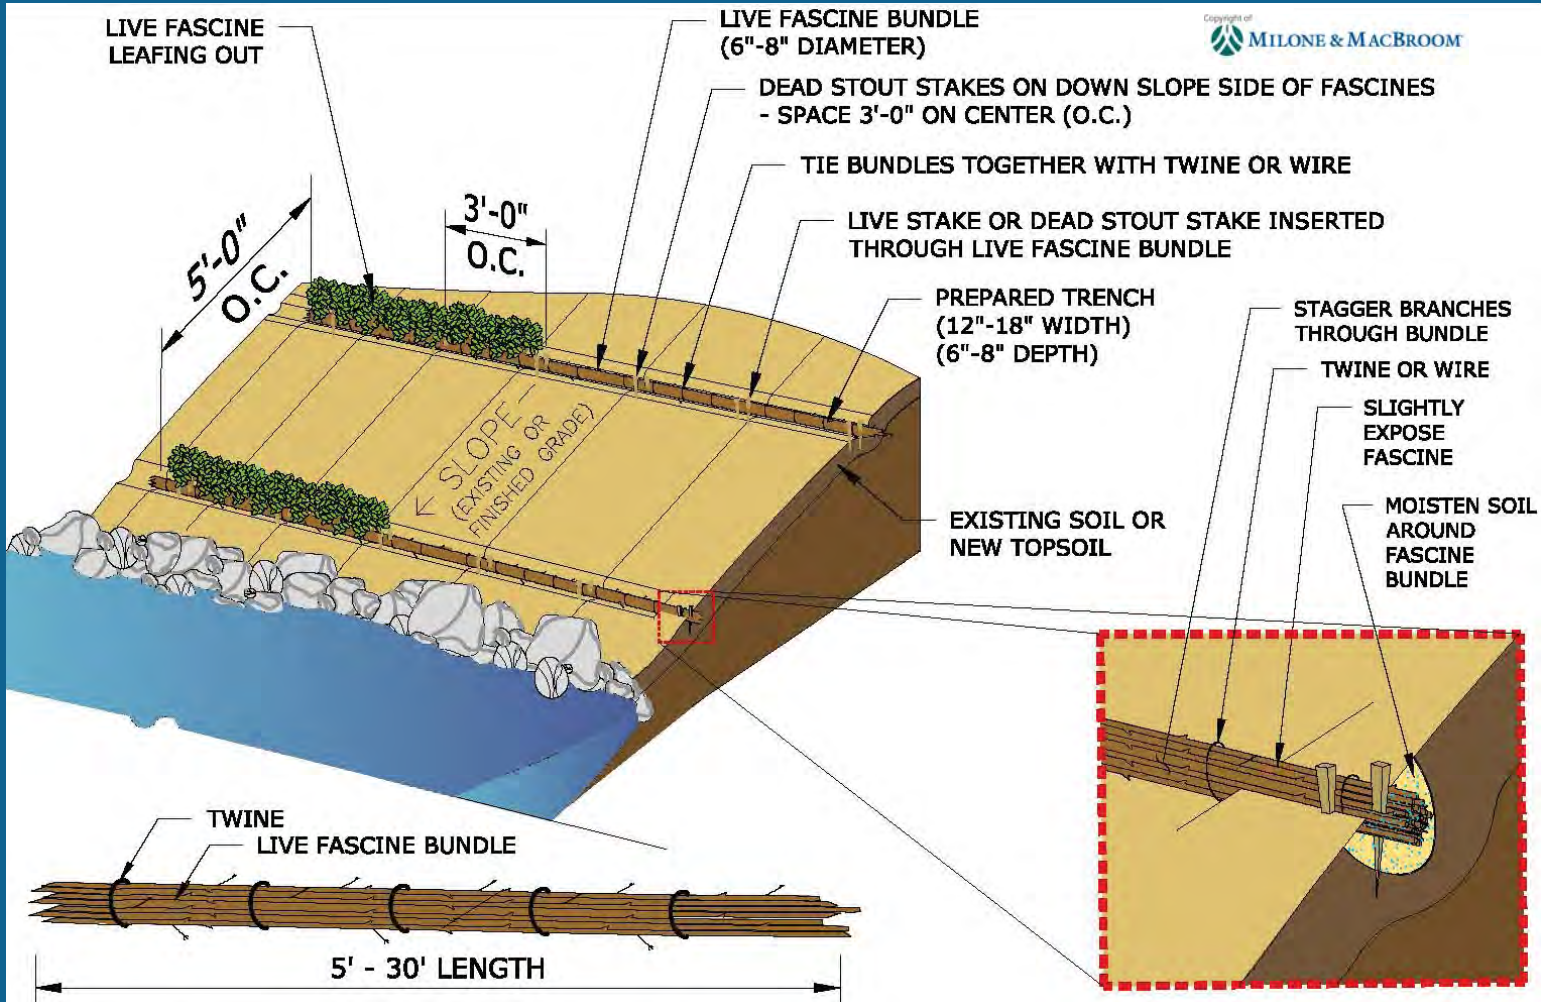 LIVE FASCINE
LEAFING OUT
LIVE FASCINE BUNDLE
(6"-8" DIAMETER)
Copyright of
MILONE & MACBROOM
DEAD STOUT STAKES ON DOWN SLOPE SIDE OF FASCINES
- SPACE 3'-0" ON CENTER (O.C.)
TIE BUNDLES TOGETHER WITH TWINE OR WIRE
LIVE STAKE OR DEAD STOUT STAKE INSERTED
THROUGH LIVE FASCINE BUNDLE
5'-0"
O.C.
3'-0"
O.C.
PREPARED TRENCH
(12"-18" WIDTH)
(6"-8" DEPTH)
STAGGER BRANCHES
THROUGH BUNDLE
TWINE OR WIRE
SLIGHTLY
EXPOSE
FASCINE
MOISTEN SOIL
AROUND
FASCINE
BUNDLE
← SLOPE
(EXISTING OR
FINISHED GRADE)
EXISTING SOIL OR
NEW TOPSOIL
TWINE
LIVE FASCINE BUNDLE
5' - 30' LENGTH